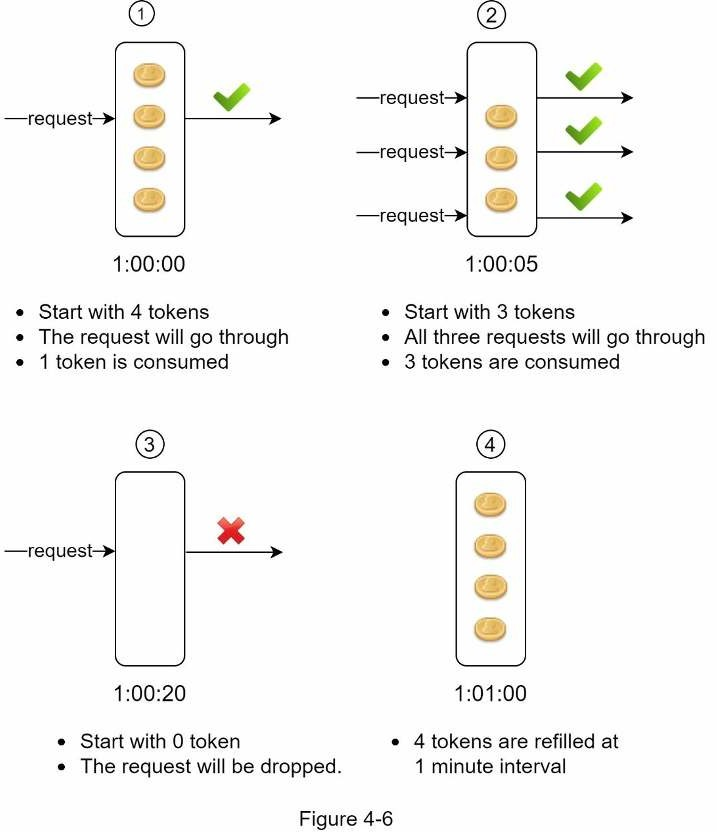 1
request
1:00:00
• Start with 4 tokens
• The request will go through
• 1 token is consumed
2
request
request
request
1:00:05
• Start with 3 tokens
• All three requests will go through
• 3 tokens are consumed
3
request
1:00:20
• Start with 0 token
• The request will be dropped.
4
1:01:00
• 4 tokens are refilled at
1 minute interval
Figure 4-6